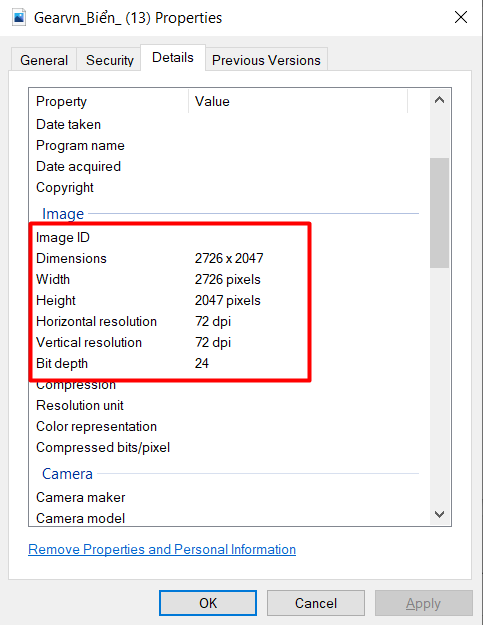 Gearvn_Biển_ (13) Properties
General Security Details Previous Versions
Property Value
Date taken
Program name
Date acquired
Copyright
Image
Image ID
Dimensions 2726 x 2047
Width 2726 pixels
Height 2047 pixels
Horizontal resolution 72 dpi
Vertical resolution 72 dpi
Bit depth 24
Compression
Resolution unit
Color representation
Compressed bits/pixel
Camera
Camera maker
Camera model
Remove Properties and Personal Information
OK Cancel Apply